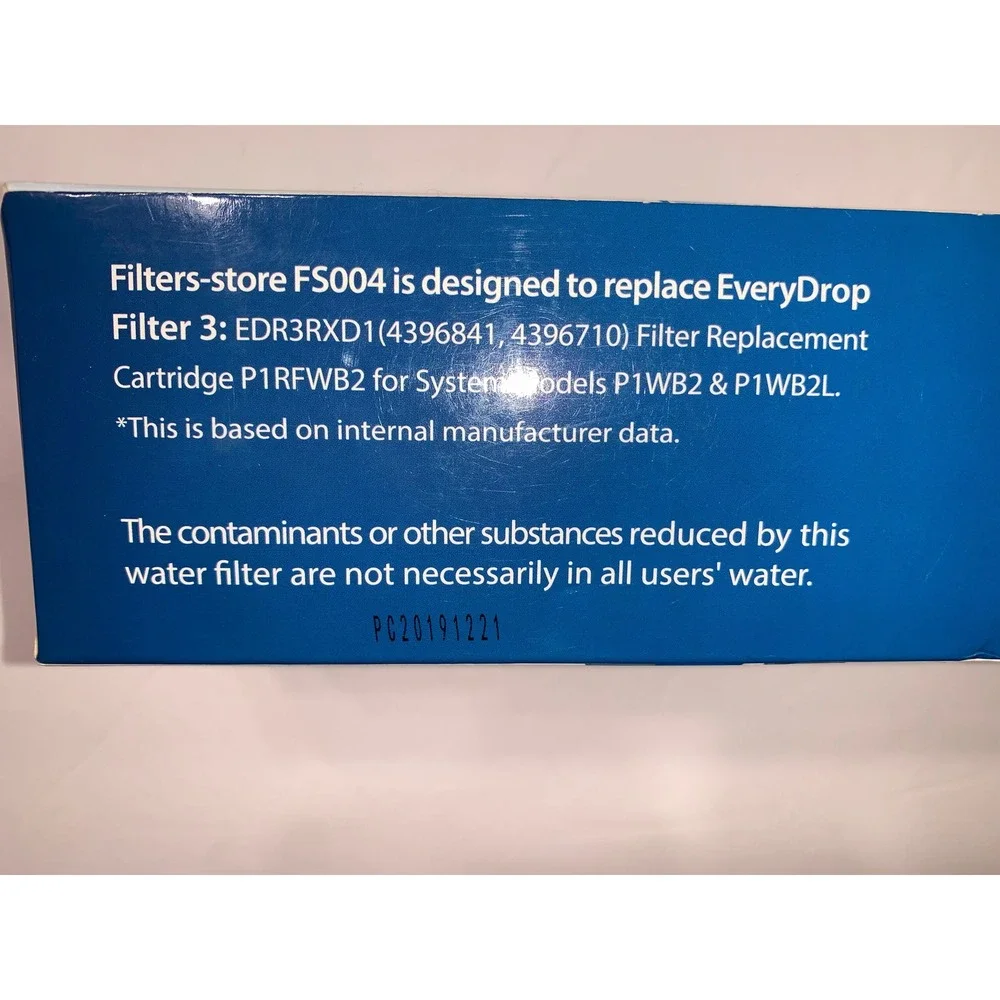 Filters-store FS004 is designed to replace EveryDrop
Filter 3: EDR3RXD1(4396841, 4396710) Filter Replacement
Cartridge P1RFWB2 for System Models P1WB2 & P1WB2L.
*This is based on internal manufacturer data.
The contaminants or other substances reduced by this
water filter are not necessarily in all users' water.
PC20191221